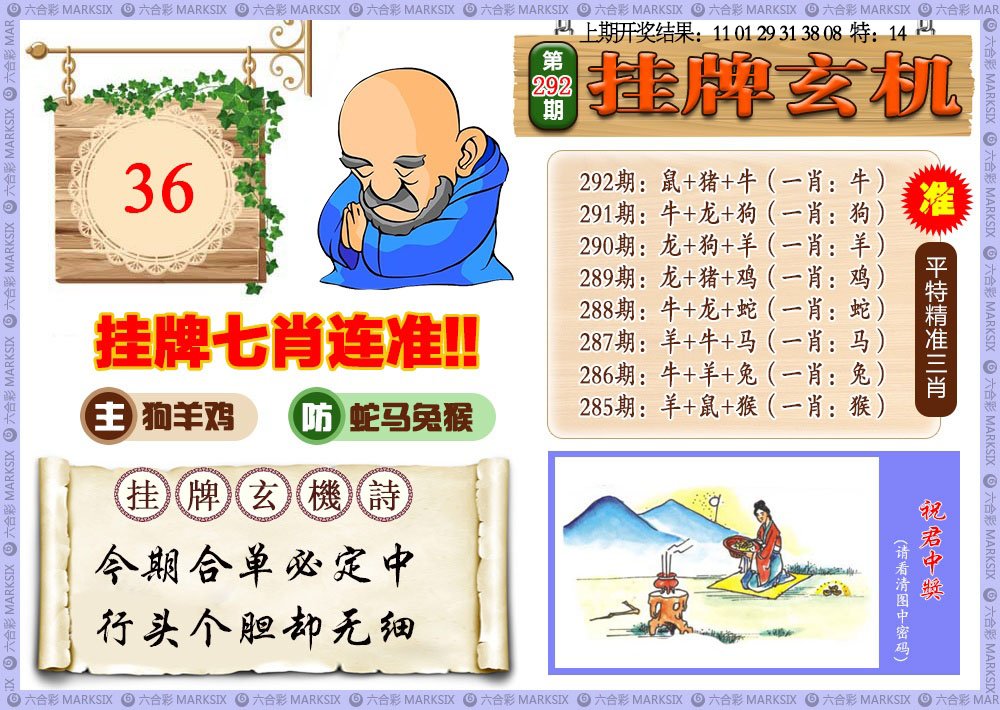 六合彩 MARKSIX
上期开奖结果：11 01 29 31 38 08 特：14
第
292
期
挂牌玄机
36
292期：鼠+猪+牛（一肖：牛）
291期：牛+龙+狗（一肖：狗）
290期：龙+狗+羊（一肖：羊）
289期：龙+猪+鸡（一肖：鸡）
288期：牛+龙+蛇（一肖：蛇）
287期：羊+牛+马（一肖：马）
286期：牛+羊+兔（一肖：兔）
285期：羊+鼠+猴（一肖：猴）
准
平特精准三肖
挂牌七肖连准!!
主 狗羊鸡
防 蛇马兔猴
挂牌玄機詩
今期合单必定中
行头个胆却无细
祝君中奖
（请看清图中密码）